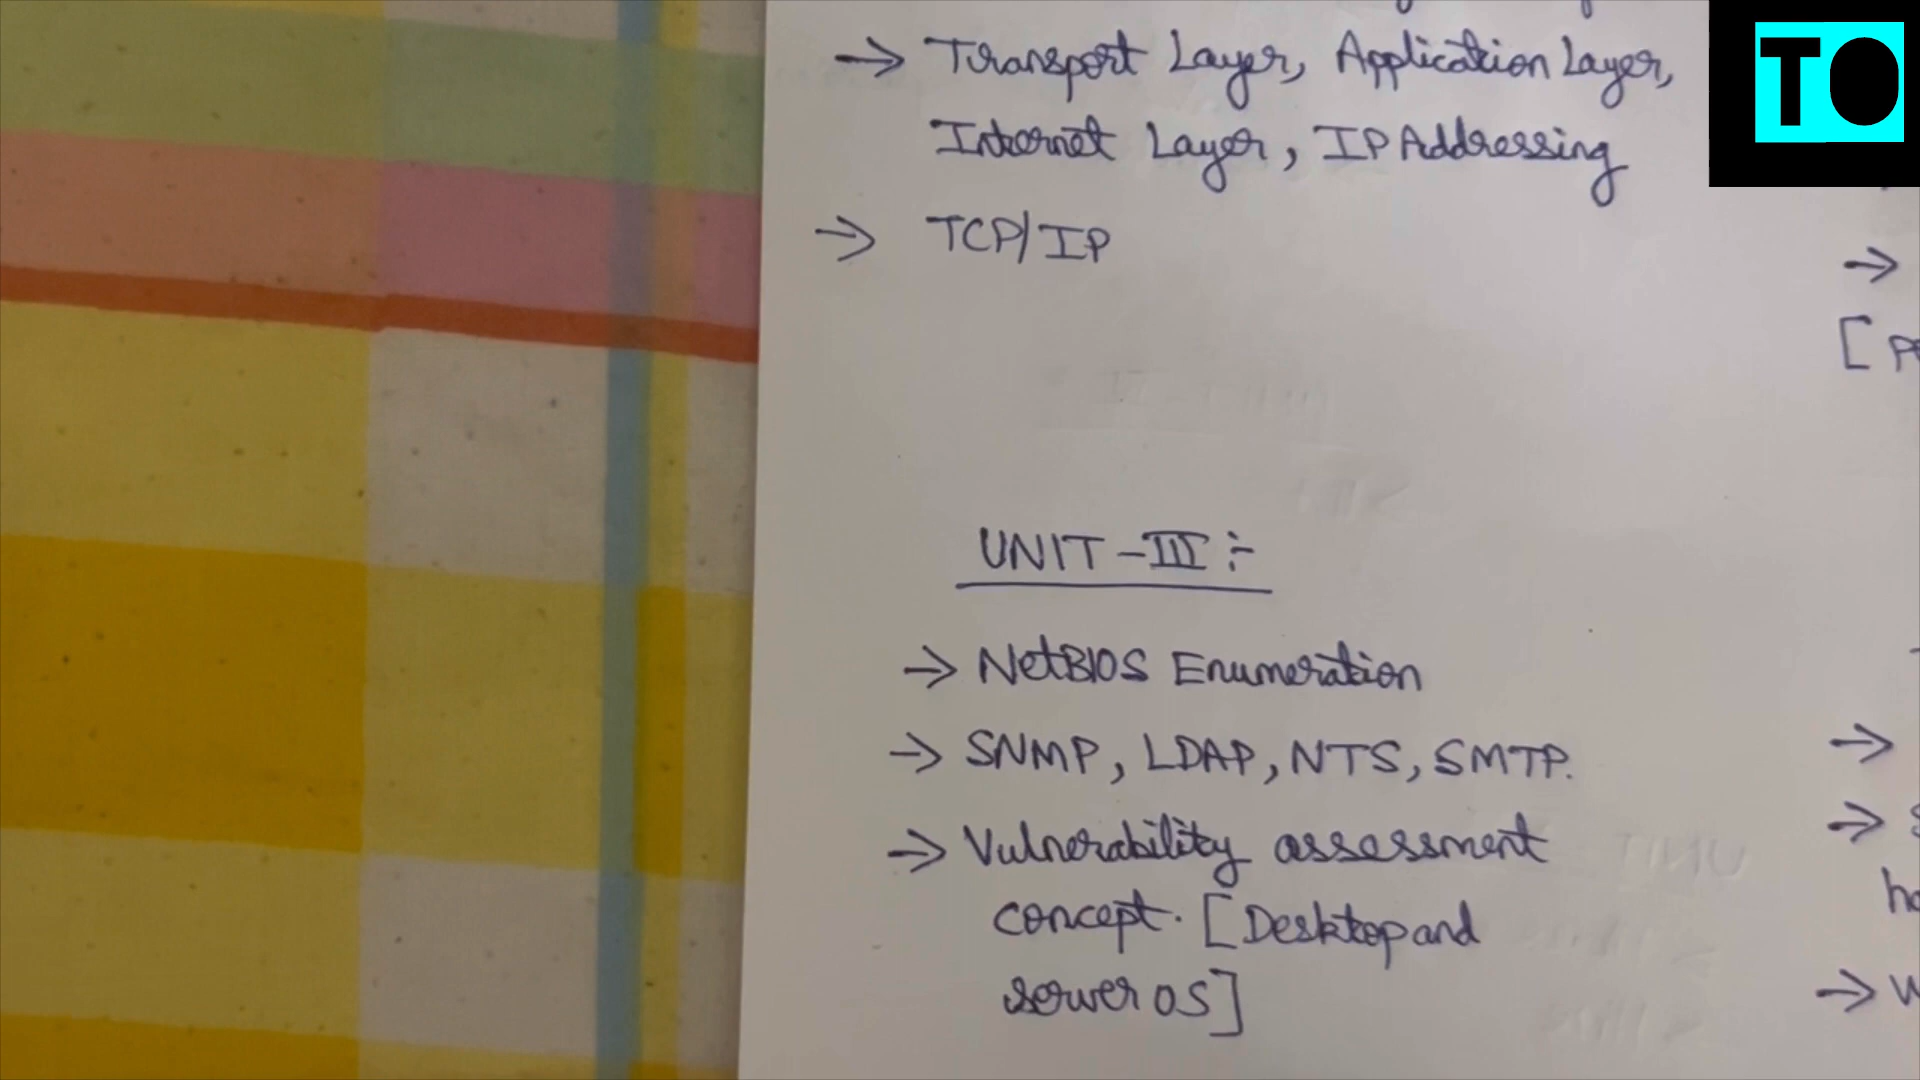 → Transport Layer, Application Layer,
Internet Layer, IP Addressing
→ TCP/IP
UNIT-III :-
→ NetBIOS Enumeration
→ SNMP, LDAP, NTS, SMTP.
→ Vulnerability assessment
concept. [Desktop and
server OS]
TO
→
[
→
→
→